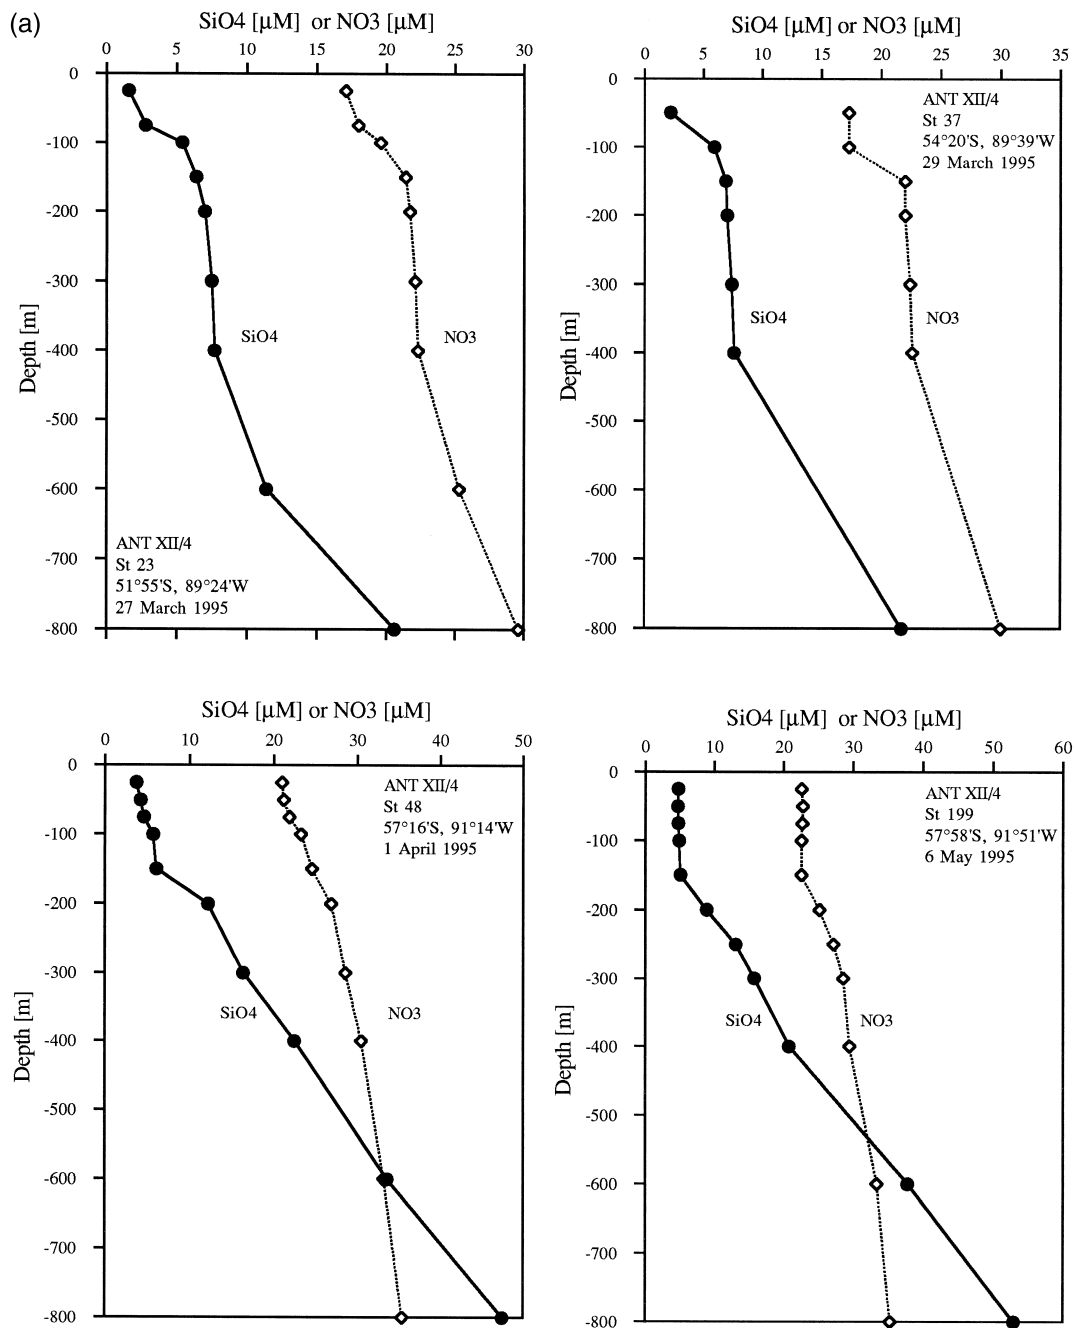 (a)
SiO4 [µM] or NO3 [µM]
0 5 10 15 20 25 30
0
-100
-200
-300
-400
-500
-600
-700
-800
Depth [m]
SiO4
NO3
ANT XII/4
St 23
51°55'S, 89°24'W
27 March 1995
SiO4 [µM] or NO3 [µM]
0 5 10 15 20 25 30 35
0
-100
-200
-300
-400
-500
-600
-700
-800
Depth [m]
ANT XII/4
St 37
54°20'S, 89°39'W
29 March 1995
SiO4
NO3
SiO4 [µM] or NO3 [µM]
0 10 20 30 40 50
0
-100
-200
-300
-400
-500
-600
-700
-800
Depth [m]
ANT XII/4
St 48
57°16'S, 91°14'W
1 April 1995
SiO4
NO3
SiO4 [µM] or NO3 [µM]
0 10 20 30 40 50 60
0
-100
-200
-300
-400
-500
-600
-700
-800
Depth [m]
ANT XII/4
St 199
57°58'S, 91°51'W
6 May 1995
SiO4
NO3